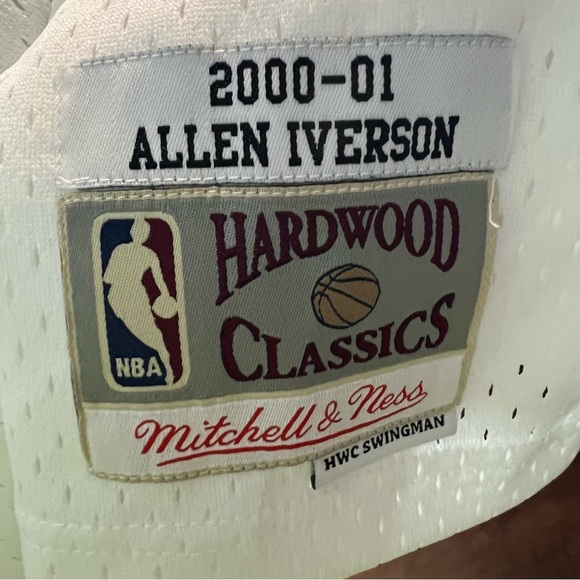 2000-01
ALLEN IVERSON
HARDWOOD
CLASSICS
NBA
Mitchell & Ness
HWC SWINGMAN